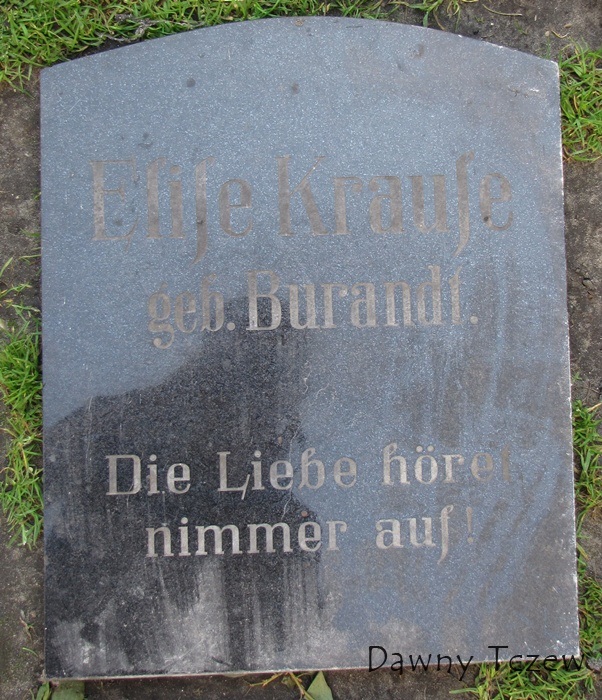 Eliſe Krauſe
geb. Burandt.
Die Liebe höret
nimmer auf!
Dawny Tczew